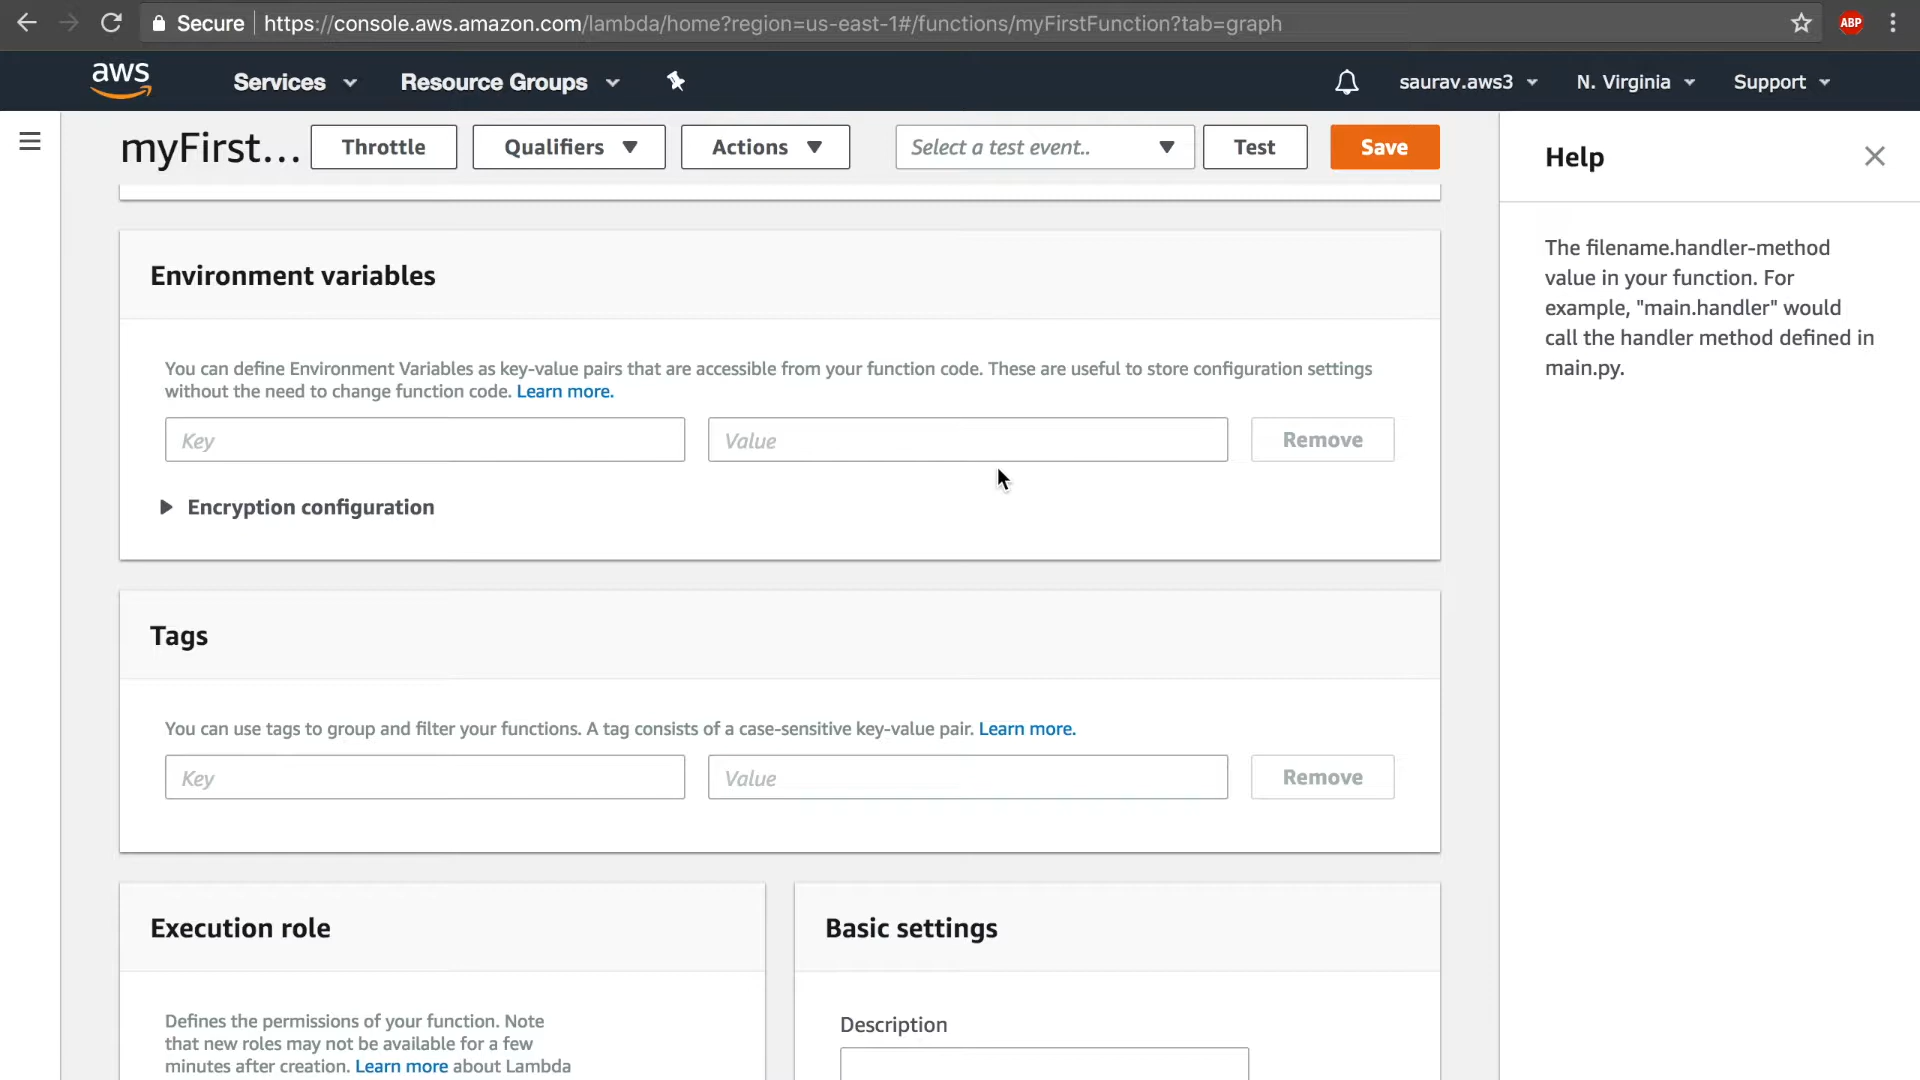 Secure https://console.aws.amazon.com/lambda/home?region=us-east-1#/functions/myFirstFunction?tab=graph
ABP
aws Services Resource Groups saurav.aws3 N. Virginia Support
myFirst... Throttle Qualifiers Actions Select a test event.. Test Save
Environment variables
You can define Environment Variables as key-value pairs that are accessible from your function code. These are useful to store configuration settings
without the need to change function code. Learn more.
Key Value Remove
Encryption configuration
Tags
You can use tags to group and filter your functions. A tag consists of a case-sensitive key-value pair. Learn more.
Key Value Remove
Execution role
Defines the permissions of your function. Note
that new roles may not be available for a few
minutes after creation. Learn more about Lambda
Basic settings
Description
Help
The filename.handler-method
value in your function. For
example, "main.handler" would
call the handler method defined in
main.py.